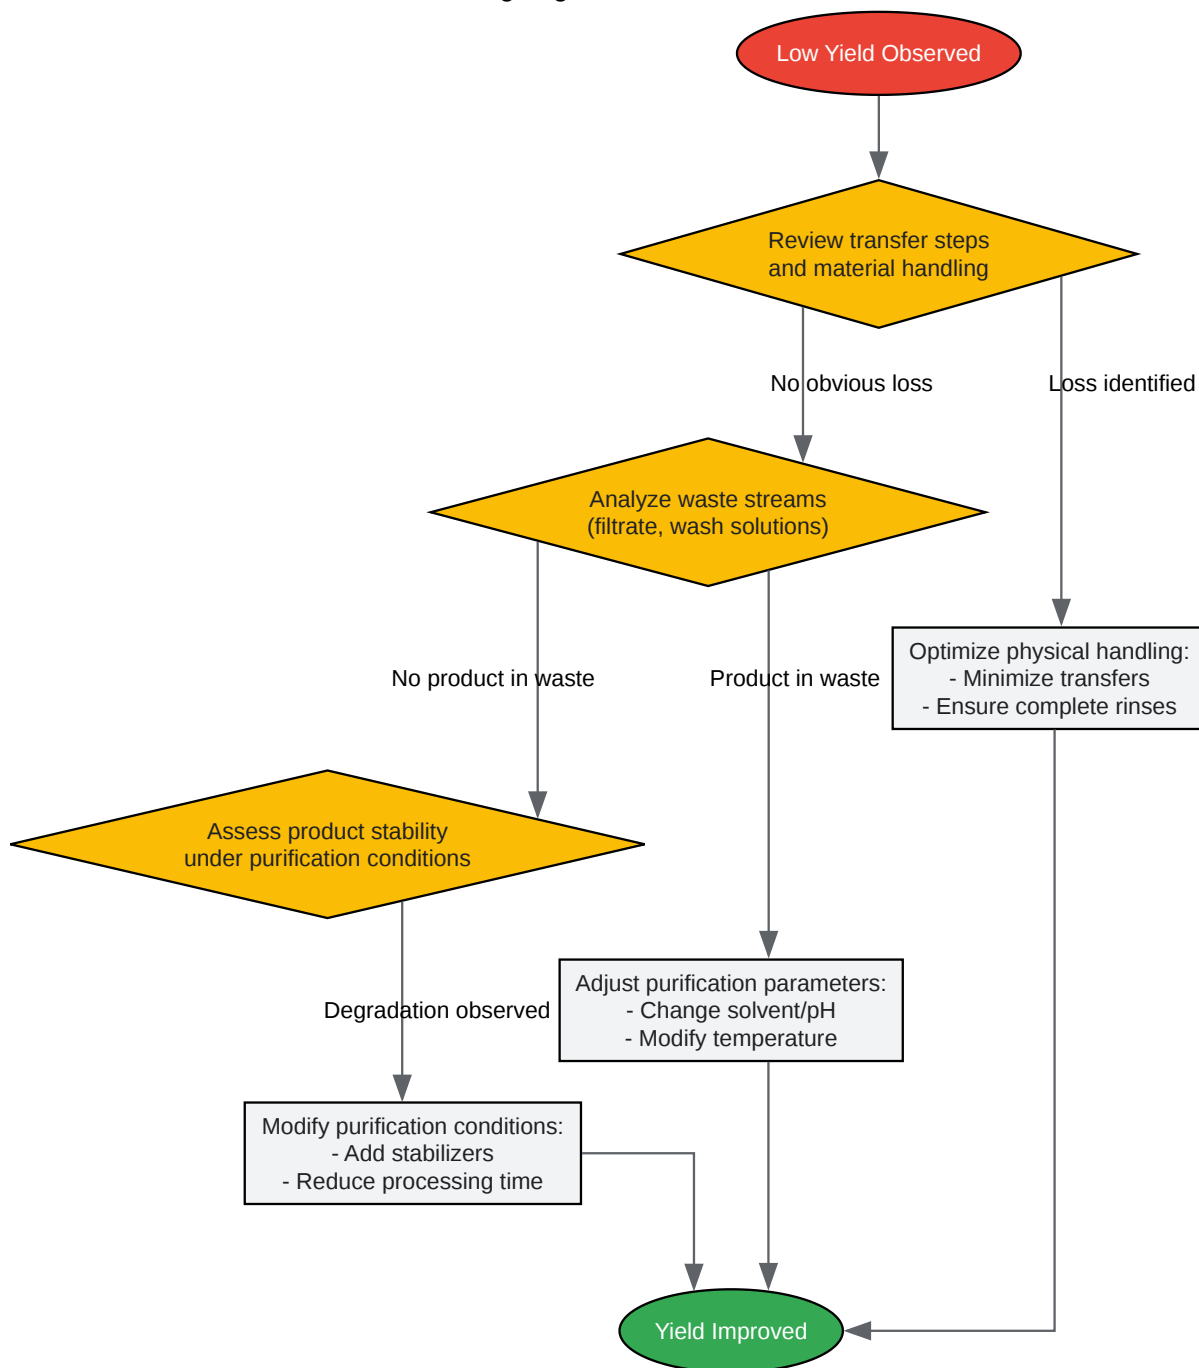 Low Yield Observed
Review transfer steps
and material handling
No obvious loss
Loss identified
Analyze waste streams
(filtrate, wash solutions)
Optimize physical handling:
- Minimize transfers
- Ensure complete rinses
No product in waste
Product in waste
Assess product stability
under purification conditions
Adjust purification parameters:
- Change solvent/pH
- Modify temperature
Degradation observed
Modify purification conditions:
- Add stabilizers
- Reduce processing time
Yield Improved